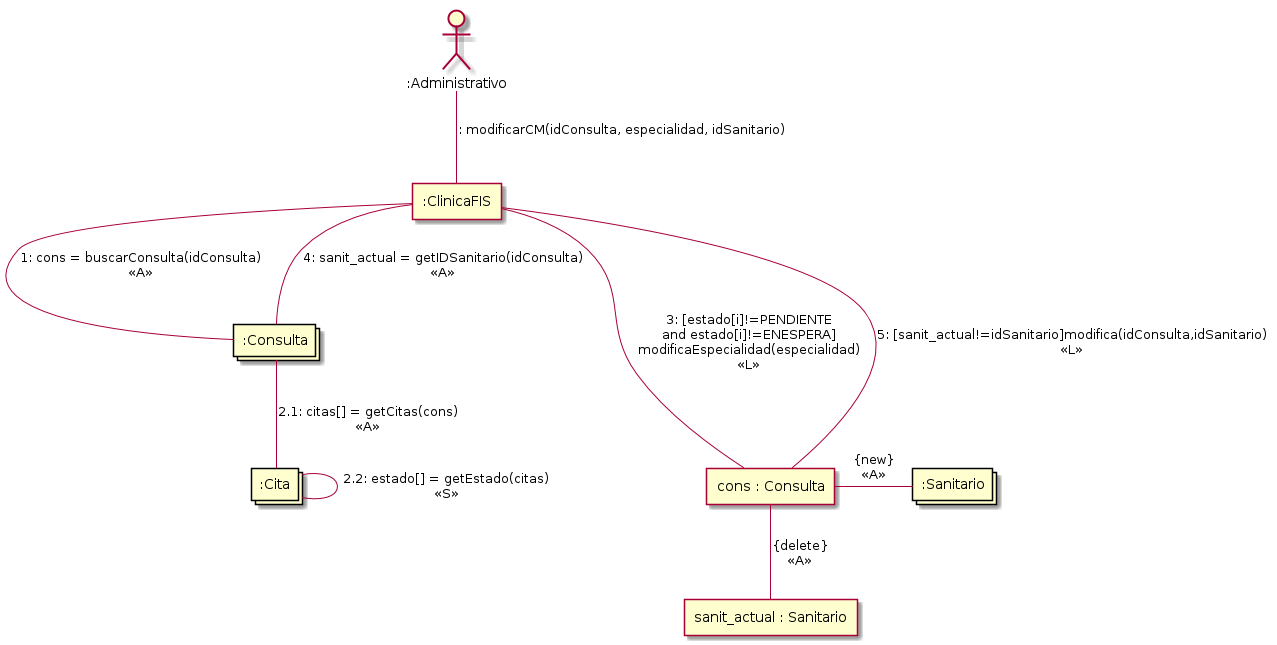 :Administrativo
: modificarCM(idConsulta, especialidad, idSanitario)
:ClinicaFIS
1: cons = buscarConsulta(idConsulta)
«A»
4: sanit_actual = getIDSanitario(idConsulta)
«A»
3: [estado[i]!=PENDIENTE
and estado[i]!=ENESPERA]
modificaEspecialidad(especialidad)
«L»
5: [sanit_actual!=idSanitario]modifica(idConsulta,idSanitario)
«L»
:Consulta
2.1: citas[] = getCitas(cons)
«A»
:Cita
2.2: estado[] = getEstado(citas)
«S»
cons : Consulta
{new}
«A»
:Sanitario
{delete}
«A»
sanit_actual : Sanitario